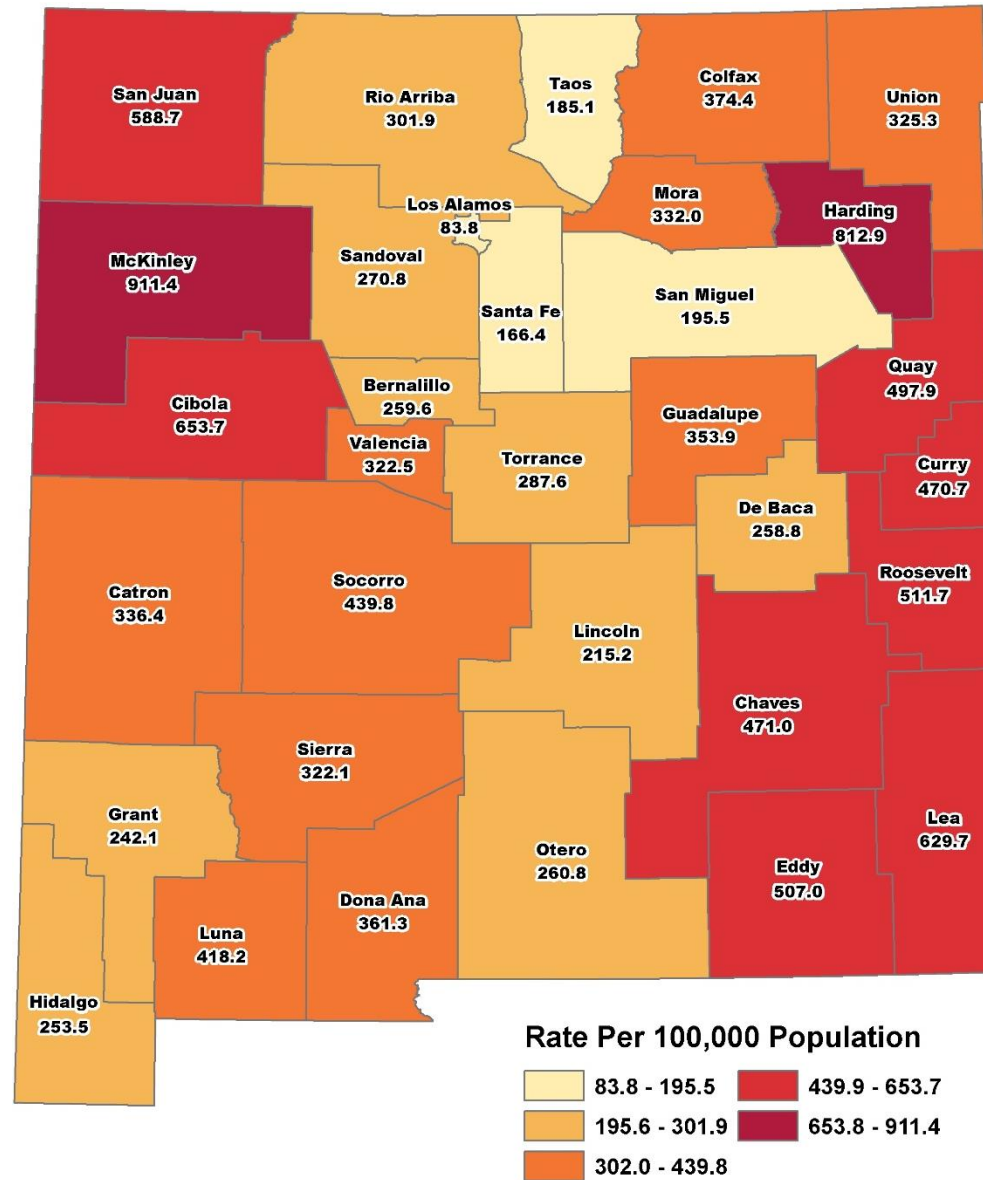 San Juan
588.7
Rio Arriba
301.9
Taos
185.1
Colfax
374.4
Union
325.3
Los Alamos
83.8
Mora
332.0
Harding
812.9
McKinley
911.4
Sandoval
270.8
Santa Fe
166.4
San Miguel
195.5
Quay
497.9
Cibola
653.7
Bernalillo
259.6
Valencia
322.5
Torrance
287.6
Guadalupe
353.9
Curry
470.7
De Baca
258.8
Roosevelt
511.7
Catron
336.4
Socorro
439.8
Lincoln
215.2
Chaves
471.0
Sierra
322.1
Grant
242.1
Otero
260.8
Eddy
507.0
Lea
629.7
Dona Ana
361.3
Luna
418.2
Hidalgo
253.5
Rate Per 100,000 Population
83.8 - 195.5
195.6 - 301.9
302.0 - 439.8
439.9 - 653.7
653.8 - 911.4